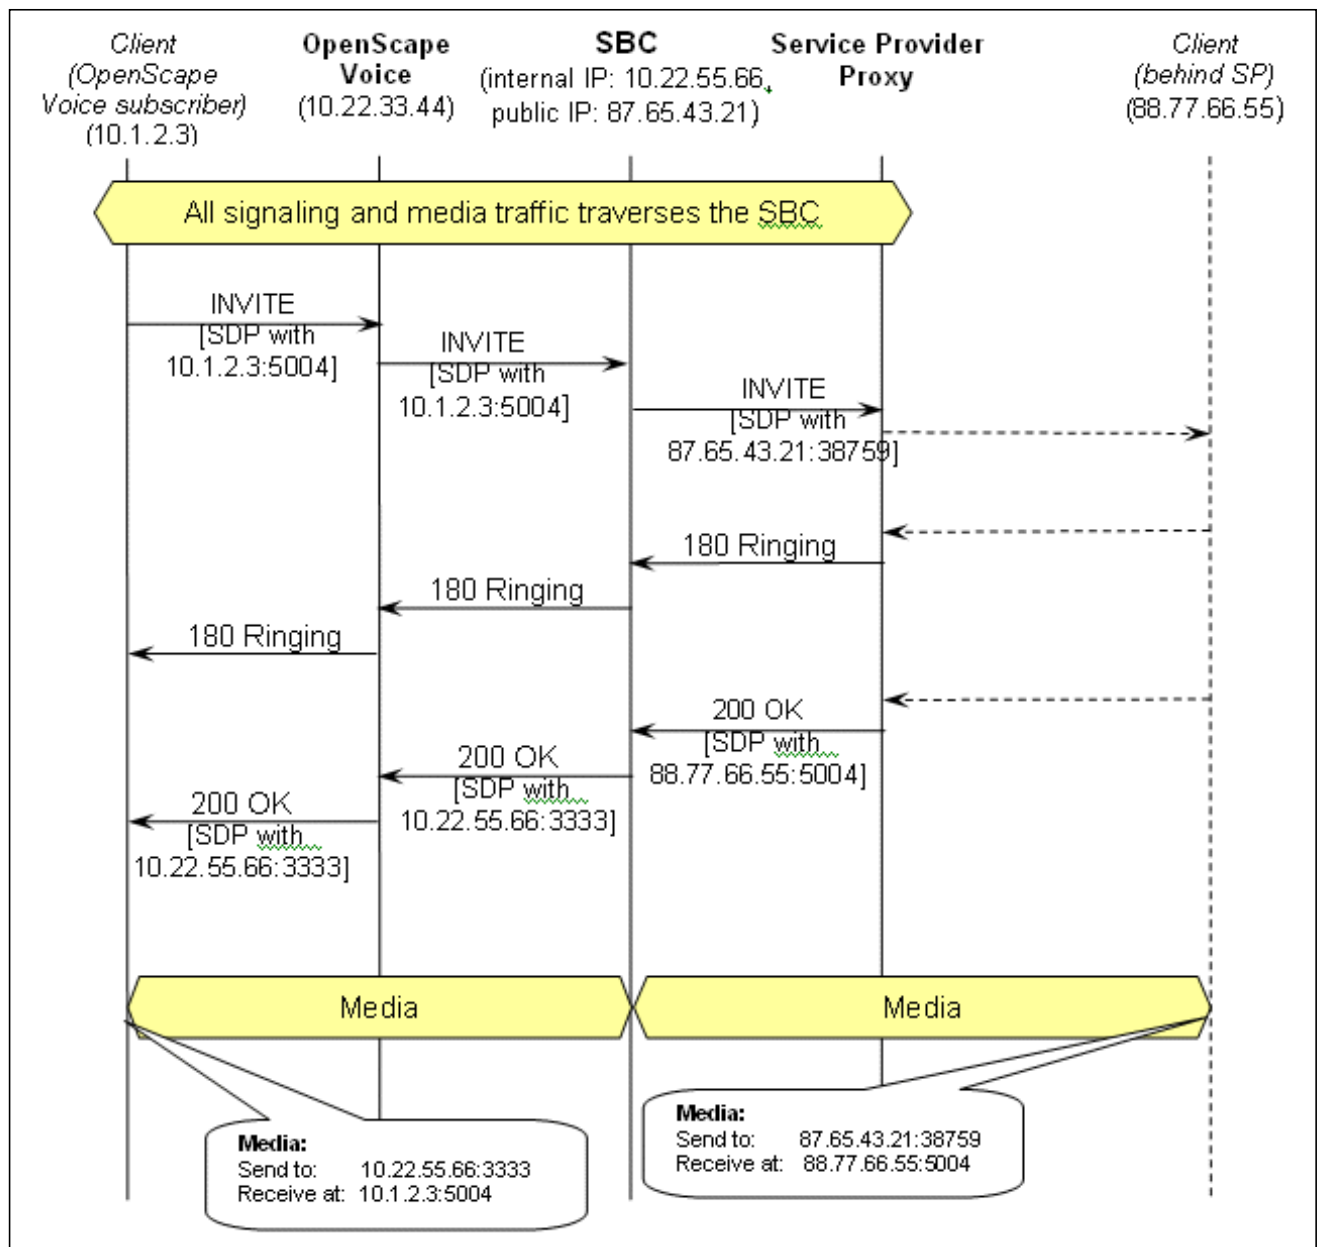 Client
(OpenScape
Voice subscriber)
(10.1.2.3)
OpenScape
Voice
(10.22.33.44)
SBC
(internal IP: 10.22.55.66,
public IP: 87.65.43.21)
Service Provider
Proxy
Client
(behind SP)
(88.77.66.55)
All signaling and media traffic traverses the SBC
INVITE
[SDP with
10.1.2.3:5004]
INVITE
[SDP with
10.1.2.3:5004]
INVITE
[SDP with
87.65.43.21:38759]
180 Ringing
180 Ringing
180 Ringing
200 OK
[SDP with
88.77.66.55:5004]
200 OK
[SDP with
10.22.55.66:3333]
200 OK
[SDP with
10.22.55.66:3333]
Media
Media
Media:
Send to: 10.22.55.66:3333
Receive at: 10.1.2.3:5004
Media:
Send to: 87.65.43.21:38759
Receive at: 88.77.66.55:5004